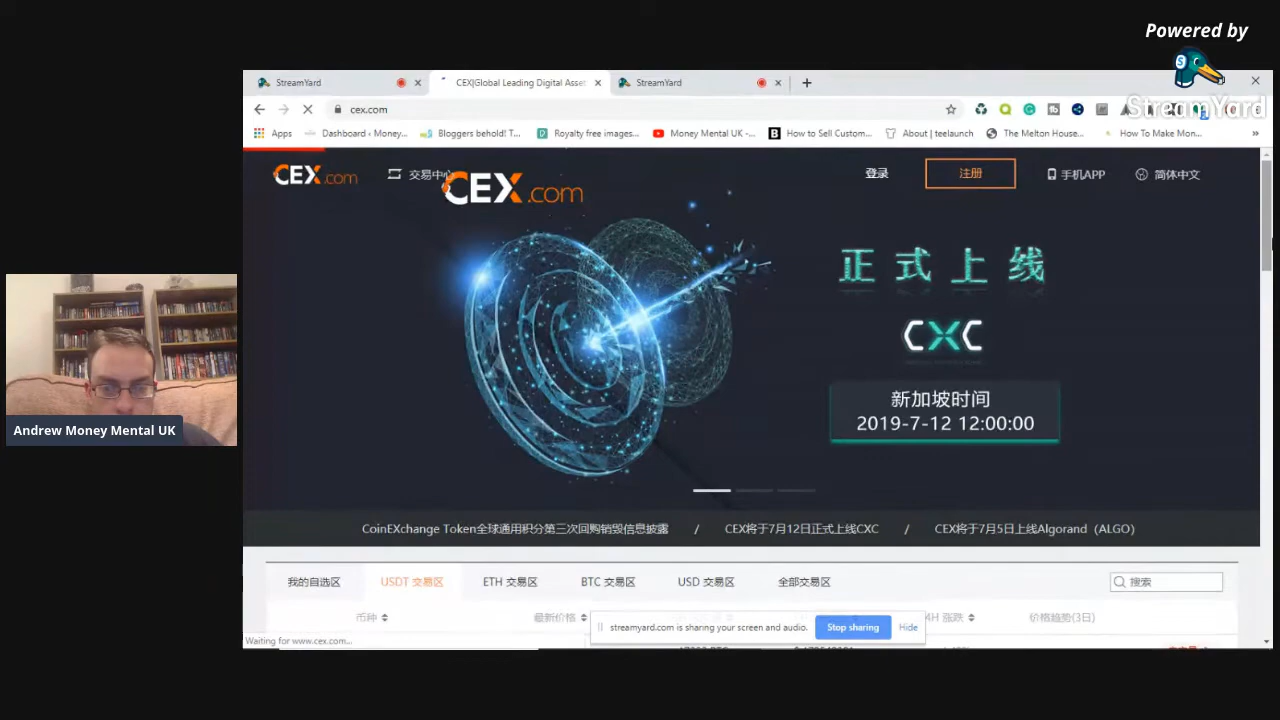 Powered by
StreamYard
StreamYard
CEX|Global Leading Digital Asset
StreamYard
cex.com
Apps
Dashboard ‹ Money...
Bloggers behold! T...
Royalty free images...
Money Mental UK -...
How to Sell Custom...
About | teelaunch
The Melton House...
How To Make Mon...
CEX.com
交易中心
CEX.com
登录
注册
手机APP
简体中文
正式上线
CXC
新加坡时间
2019-7-12 12:00:00
CoinEXchange Token全球通用积分第三次回购销毁信息披露 / CEX将于7月12日正式上线CXC / CEX将于7月5日上线Algorand（ALGO）
我的自选区
USDT 交易区
ETH 交易区
BTC 交易区
USD 交易区
全部交易区
搜索
币种
最新价格
4H 涨跌
价格趋势(3日)
streamyard.com is sharing your screen and audio.
Stop sharing
Hide
Waiting for www.cex.com...
Andrew Money Mental UK